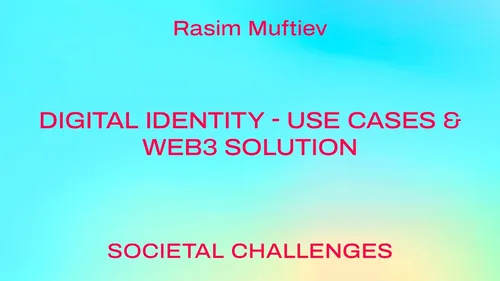 Rasim Muftiev
DIGITAL IDENTITY - USE CASES &
WEB3 SOLUTION
SOCIETAL CHALLENGES